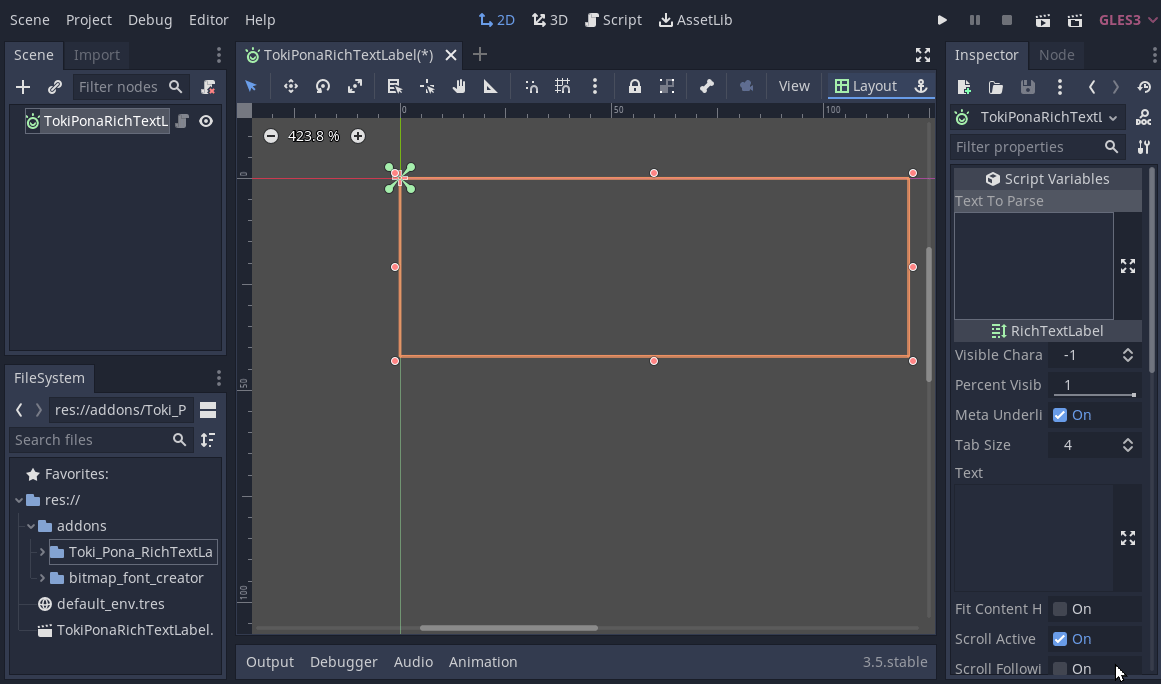 Scene Project Debug Editor Help 2D 3D Script AssetLib GLES3
Scene Import
Filter nodes
TokiPonaRichTextL
FileSystem
res://addons/Toki_P
Search files
Favorites:
res://
addons
Toki_Pona_RichTextLa
bitmap_font_creator
default_env.tres
TokiPonaRichTextLabel.
TokiPonaRichTextLabel(*)
View Layout
0 50 100
423.8 %
0
50
100
Output Debugger Audio Animation 3.5.stable
Inspector Node
TokiPonaRichTextL
Filter properties
Script Variables
Text To Parse
RichTextLabel
Visible Chara -1
Percent Visib 1
Meta Underli On
Tab Size 4
Text
Fit Content H On
Scroll Active On
Scroll Followi On